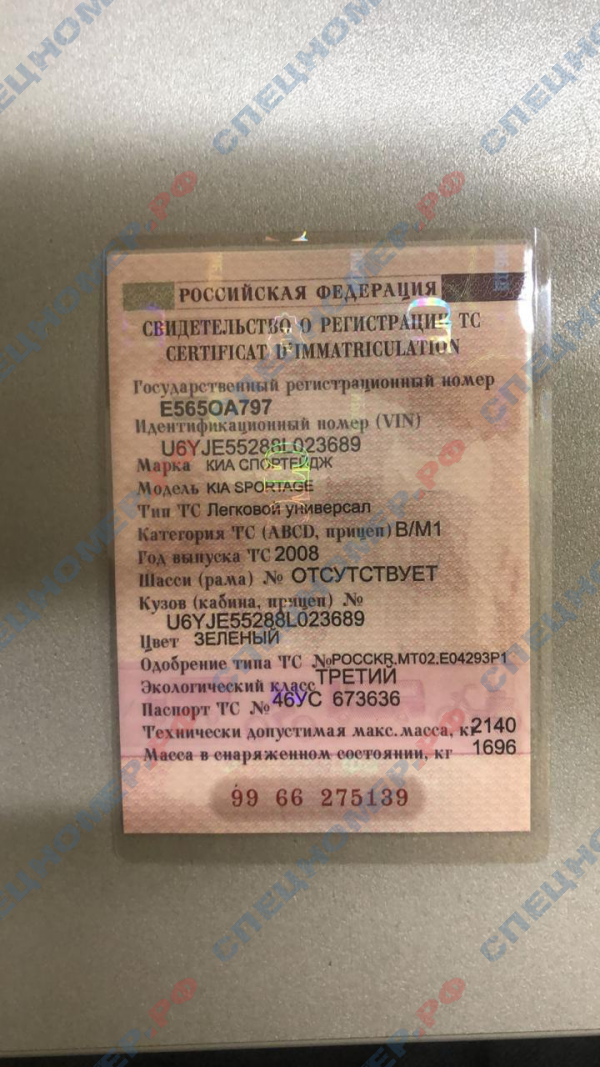 РОССИЙСКАЯ ФЕДЕРАЦИЯ
СВИДЕТЕЛЬСТВО О РЕГИСТРАЦИИ ТС
CERTIFICAT D'IMMATRICULATION
Государственный регистрационный номер
Е565ОА797
Идентификационный номер (VIN)
U6YJE55288L023689
Марка КИА СПОРТЕЙДЖ
Модель KIA SPORTAGE
Тип ТС Легковой универсал
Категория ТС (ABCD, прицеп) B/M1
Год выпуска ТС 2008
Шасси (рама) № ОТСУТСТВУЕТ
Кузов (кабина, прицеп) №
U6YJE55288L023689
Цвет ЗЕЛЕНЫЙ
Одобрение типа ТС №РОССKR.MT02.E04293P1
Экологический класс ТРЕТИЙ
Паспорт ТС № 46УС 673636
Технически допустимая макс.масса, кг 2140
Масса в снаряженном состоянии, кг 1696
99 66 275139
СПЕЦНОМЕР.РФ